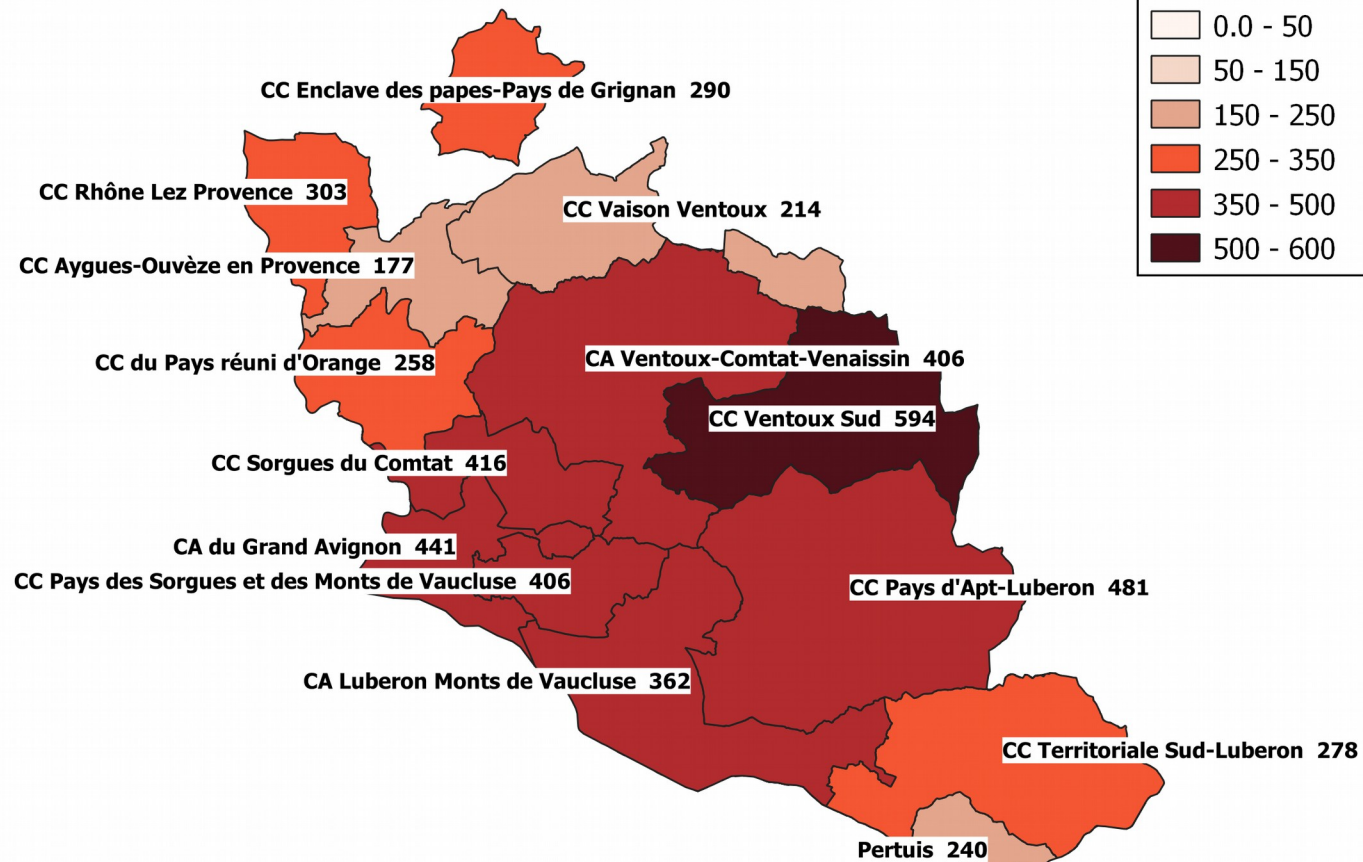 0.0 - 50
50 - 150
150 - 250
250 - 350
350 - 500
500 - 600
CC Enclave des papes-Pays de Grignan 290
CC Rhône Lez Provence 303
CC Vaison Ventoux 214
CC Aygues-Ouvèze en Provence 177
CC du Pays réuni d'Orange 258
CA Ventoux-Comtat-Venaissin 406
CC Ventoux Sud 594
CC Sorgues du Comtat 416
CA du Grand Avignon 441
CC Pays des Sorgues et des Monts de Vaucluse 406
CC Pays d'Apt-Luberon 481
CA Luberon Monts de Vaucluse 362
CC Territoriale Sud-Luberon 278
Pertuis 240